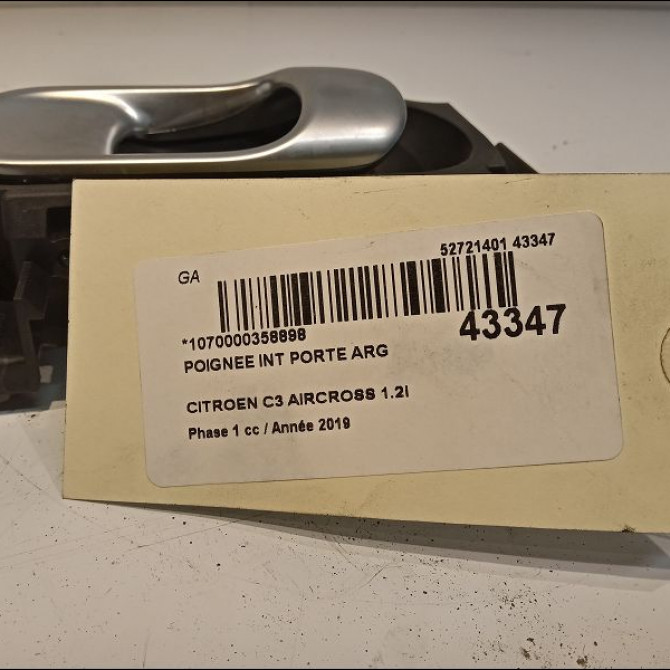 52721401 43347
GA
*1070000358898
43347
POIGNEE INT PORTE ARG
CITROEN C3 AIRCROSS 1.2I
Phase 1 cc / Année 2019